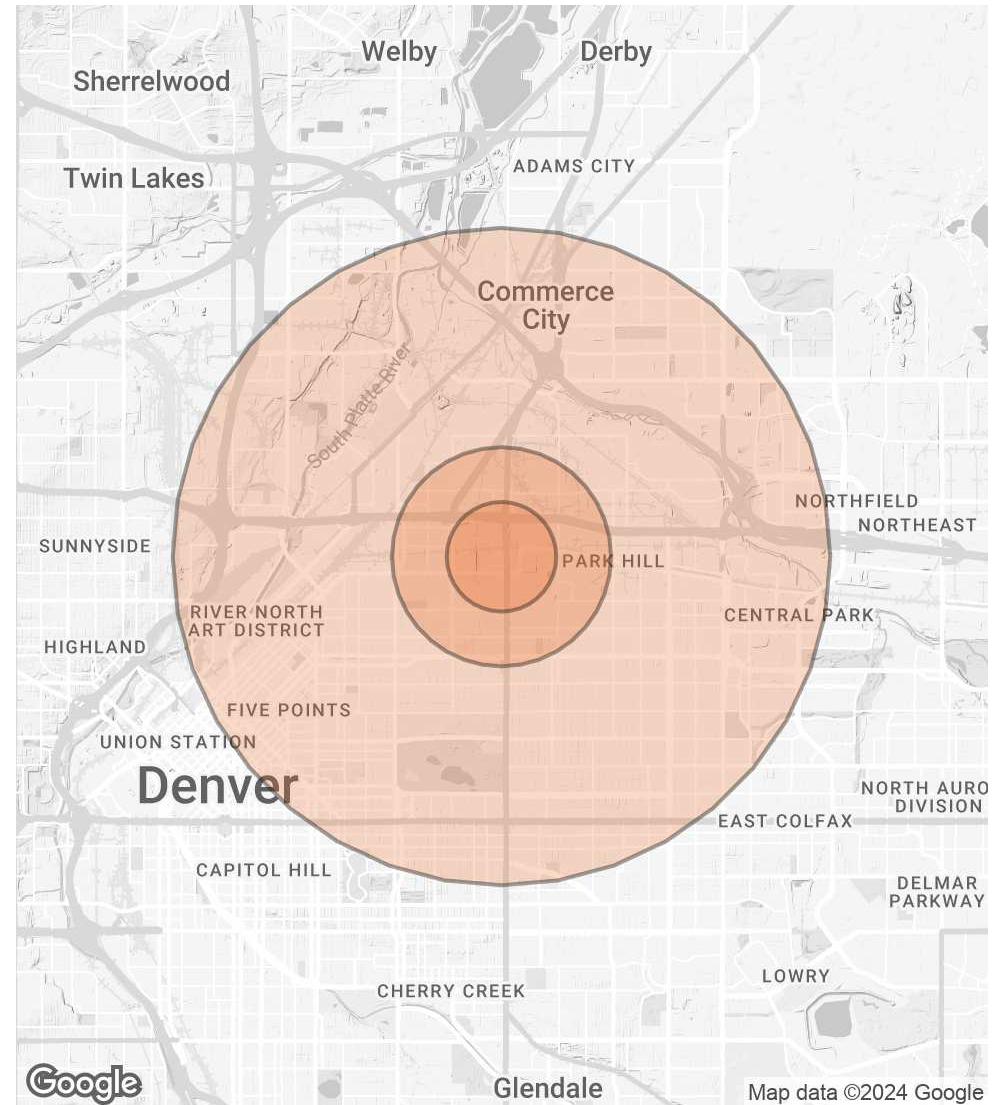 Welby
Derby
Sherrelwood
ADAMS CITY
Twin Lakes
Commerce
City
South Platte River
NORTHFIELD
NORTHEAST
SUNNYSIDE
PARK HILL
RIVER NORTH
ART DISTRICT
CENTRAL PARK
HIGHLAND
FIVE POINTS
UNION STATION
Denver
NORTH AURO
DIVISION
EAST COLFAX
CAPITOL HILL
DELMAR
PARKWAY
LOWRY
CHERRY CREEK
Google
Glendale
Map data ©2024 Google